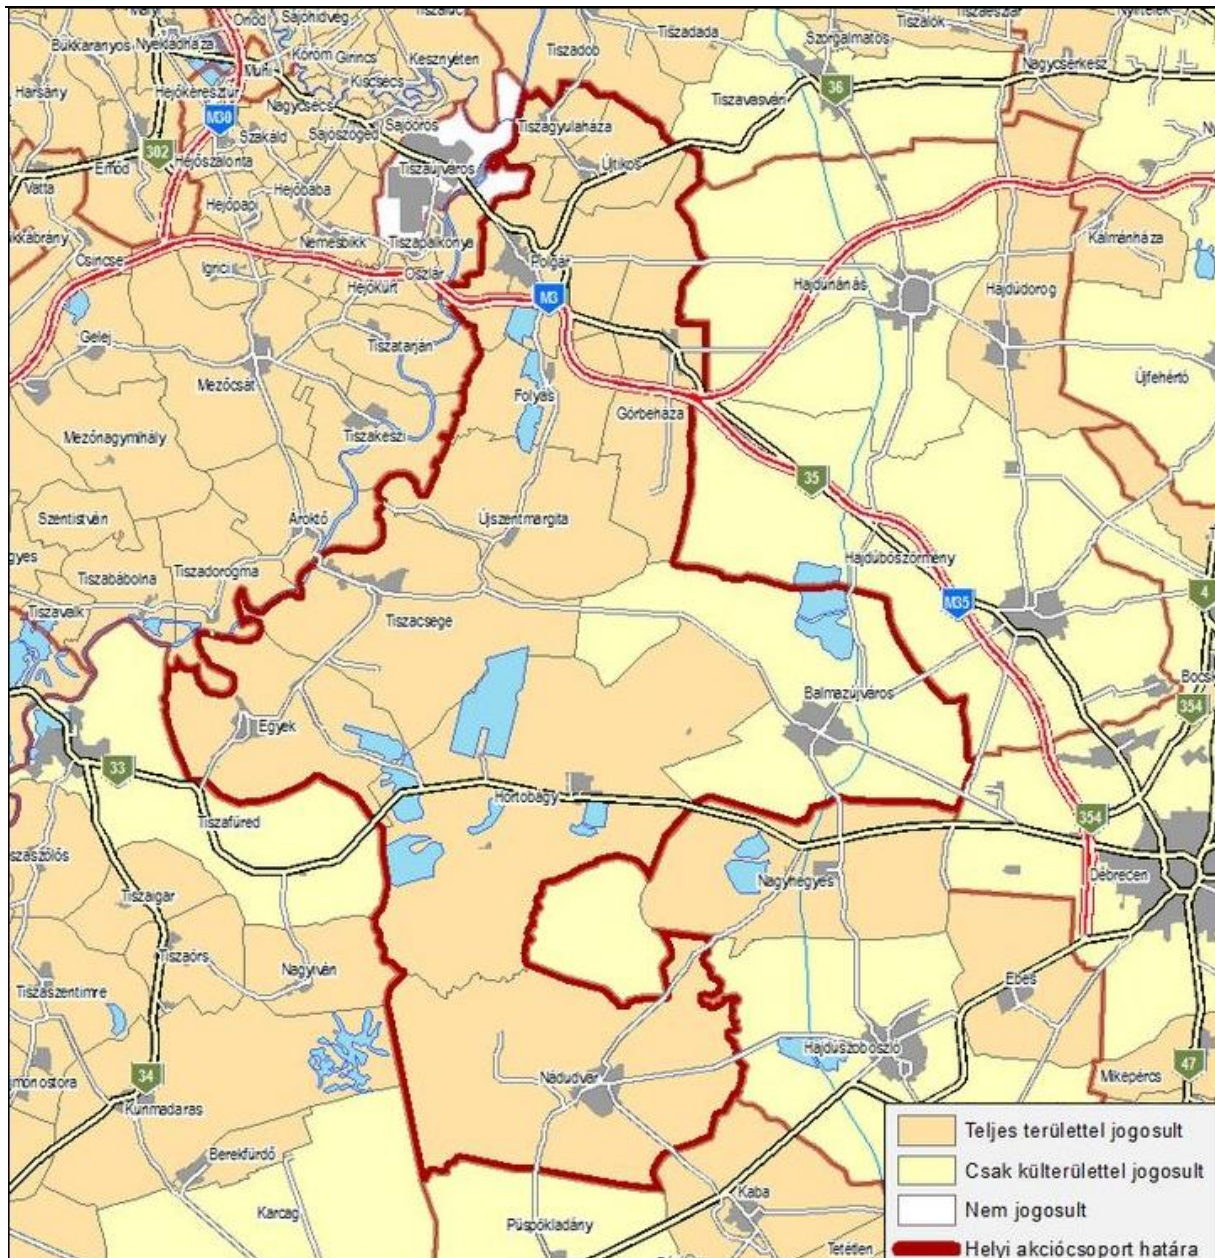 Ónod
Sajóhídvég
Tiszalök
Bükkaranyos
Nyékládháza
Köröm
Girincs
Kesznyéten
Tiszadob
Tiszadada
Szorgalmatos
Nagycserkesz
Muhi
Kiscsécs
Harsány
Hejőkeresztúr
Nagycsécs
36
Tiszavasvári
M30
Sajószöged
Sajóörös
Tiszagyulaháza
Szakáld
302
Hejőszalonta
Emőd
Tiszaújváros
Újtikos
Vatta
Hejőbába
Hejőpapi
Nemesbikk
Tiszapalkonya
Kálmánháza
Csincse
Igrici
Oszlár
Polgár
Hejőkürt
Hajdúnánás
Hajdúdorog
M3
Gelej
Tiszatarján
Mezőcsát
Folyás
Újfehértó
Görbeháza
Mezőnagymihály
Tiszakeszi
35
Szentistván
Ároktő
Újszentmargita
Hajdúböszörmény
Tiszabábolna
Tiszadorogma
M35
4
Tiszavalk
Tiszacsege
Balmazújváros
354
Egyek
33
Hortobágy
Tiszafüred
354
Nagyhegyes
Debrecen
Tiszaigar
Tiszaörs
Nagyiván
Ebes
Tiszaszentimre
Hajdúszoboszló
47
34
Nádudvar
Mikepércs
Kunmadaras
Berekfürdő
Kaba
Karcag
Püspökladány
Tetétlen
Teljes területtel jogosult
Csak külterülettel jogosult
Nem jogosult
Helyi akciócsoport határa